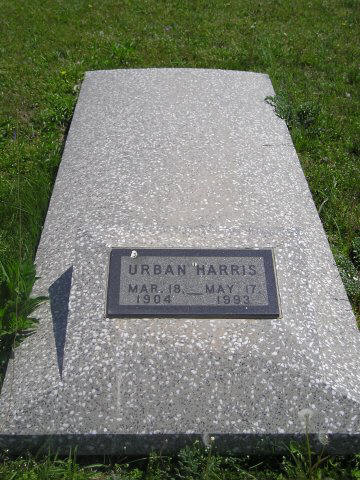 URBAN HARRIS
MAR. 18, — MAY 17,
1904 1993